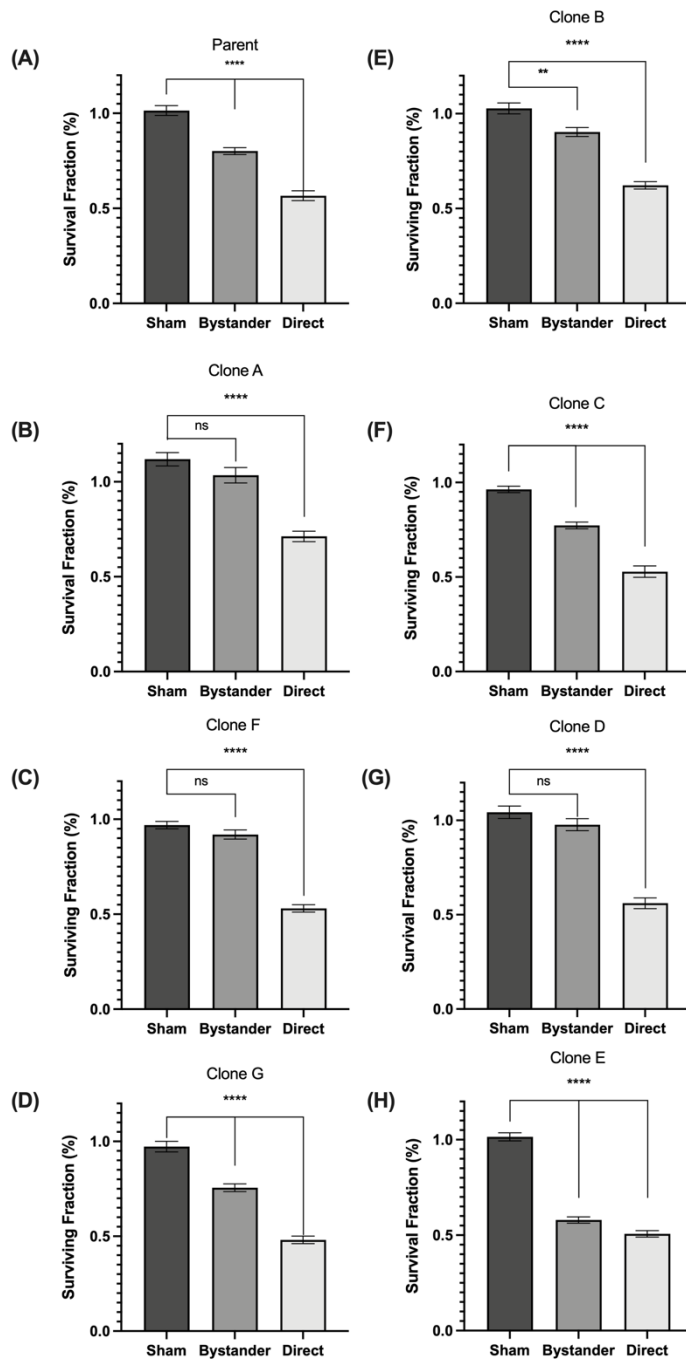 (A)
Parent
****
Survival Fraction (%)
1.0
0.5
0.0
Sham Bystander Direct
(E)
Clone B
****
**
Surviving Fraction (%)
1.0
0.5
0.0
Sham Bystander Direct
(B)
Clone A
****
ns
Survival Fraction (%)
1.0
0.5
0.0
Sham Bystander Direct
(F)
Clone C
****
Surviving Fraction (%)
1.0
0.5
0.0
Sham Bystander Direct
(C)
Clone F
****
ns
Surviving Fraction (%)
1.0
0.5
0.0
Sham Bystander Direct
(G)
Clone D
****
ns
Survival Fraction (%)
1.0
0.5
0.0
Sham Bystander Direct
(D)
Clone G
****
Surviving Fraction (%)
1.0
0.5
0.0
Sham Bystander Direct
(H)
Clone E
****
Survival Fraction (%)
1.0
0.5
0.0
Sham Bystander Direct